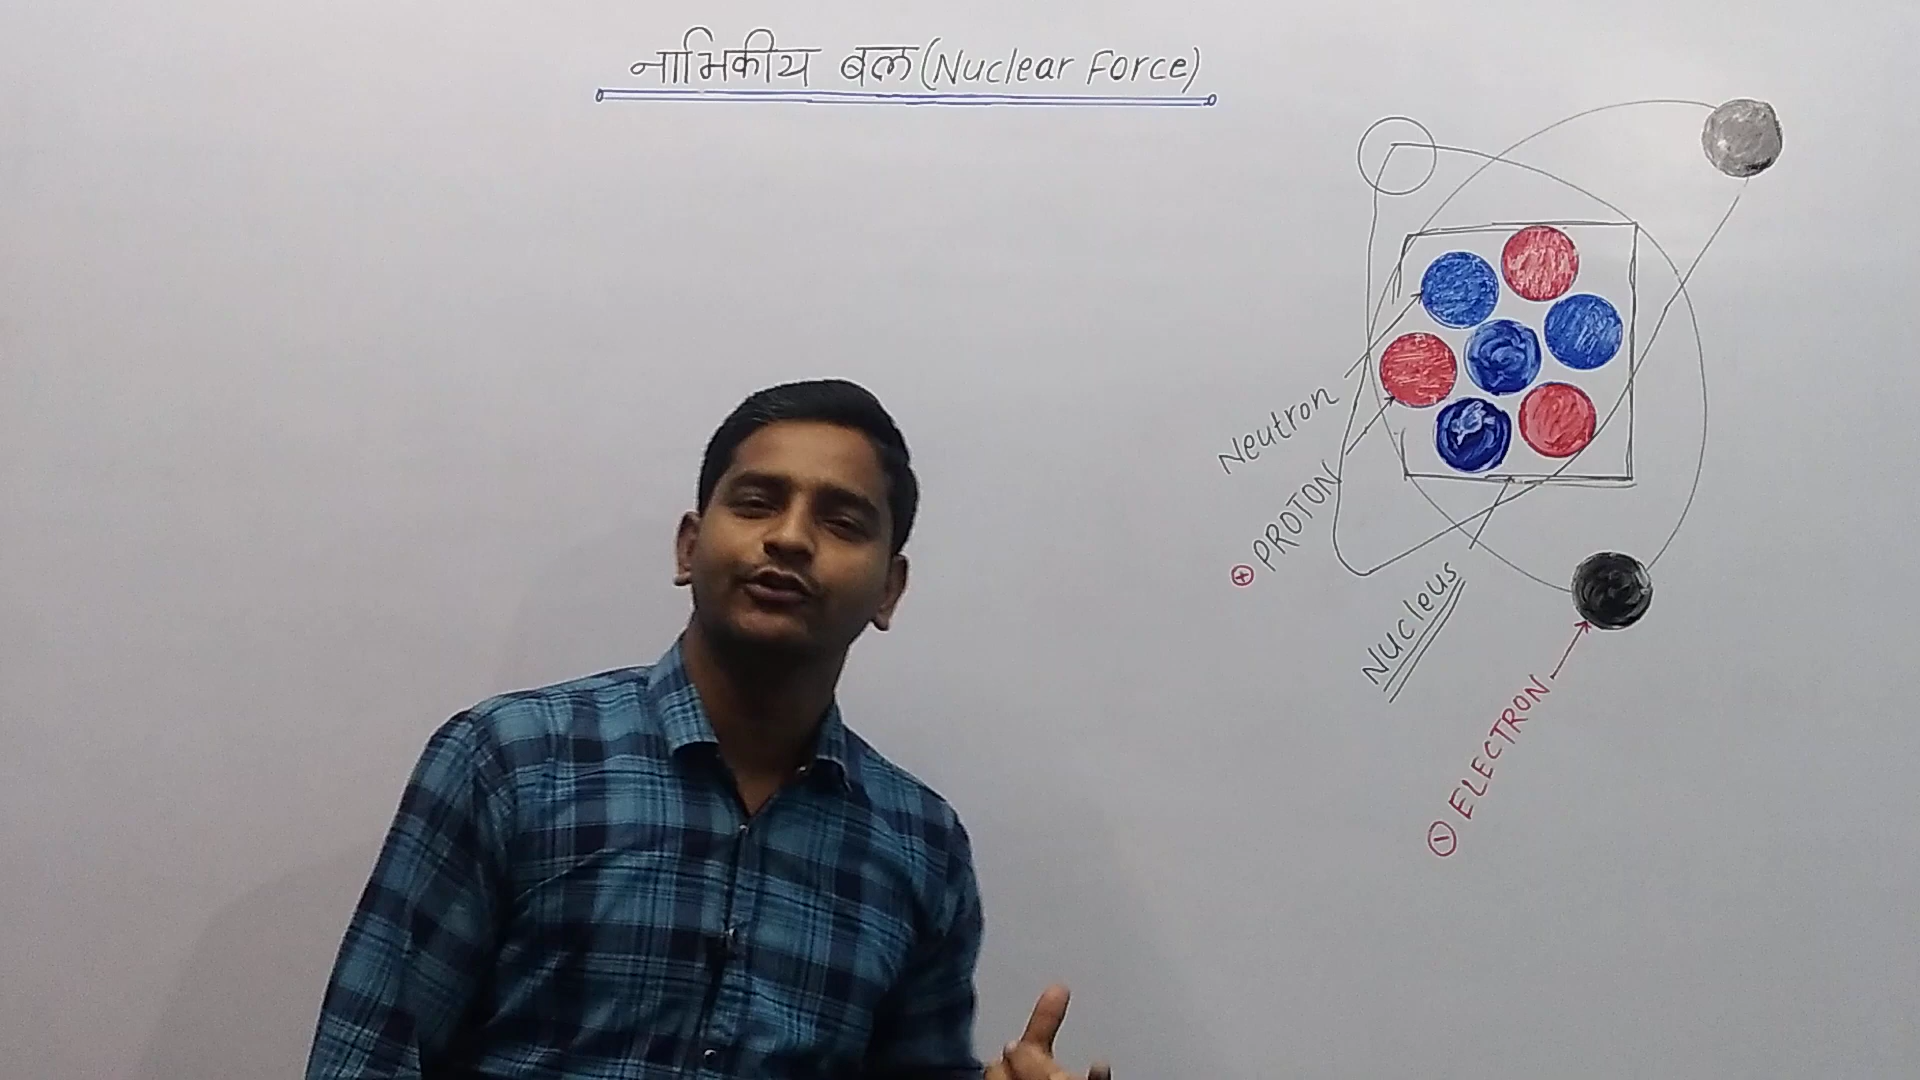 नाभिकीय बल (Nuclear Force)
Neutron
⊕ PROTON
Nucleus
⊖ ELECTRON